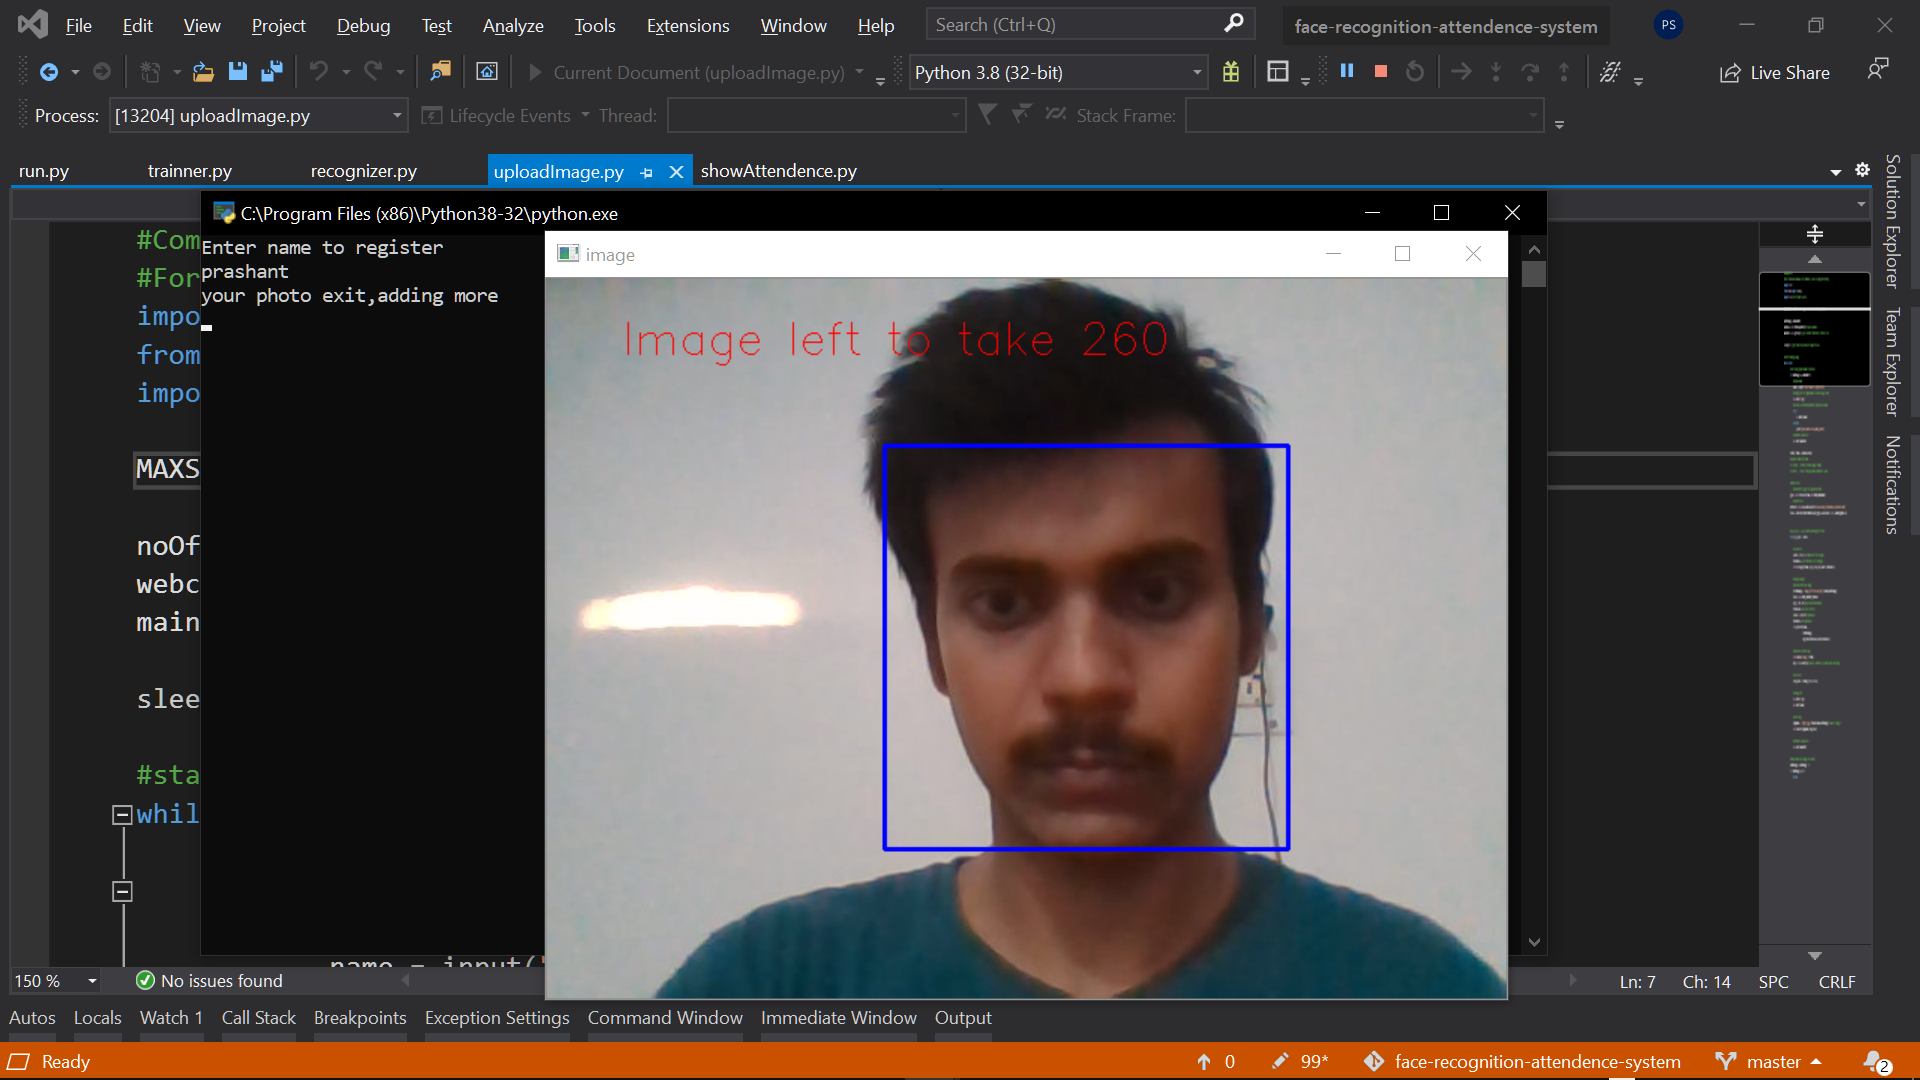 File Edit View Project Debug Test Analyze Tools Extensions Window Help Search (Ctrl+Q) face-recognition-attendence-system PS
Current Document (uploadImage.py) Python 3.8 (32-bit) Live Share
Process: [13204] uploadImage.py Lifecycle Events Thread: Stack Frame:
run.py trainner.py recognizer.py uploadImage.py showAttendence.py
C:\Program Files (x86)\Python38-32\python.exe
Enter name to register
prashant
your photo exit,adding more
image
Image left to take 260
#Com
#For
impo
from
impo
MAXS
noOf
webc
main
slee
#sta
whil
name = input('
Solution Explorer
Team Explorer
Notifications
150 % No issues found Ln: 7 Ch: 14 SPC CRLF
Autos Locals Watch 1 Call Stack Breakpoints Exception Settings Command Window Immediate Window Output
Ready 0 99* face-recognition-attendence-system master 2